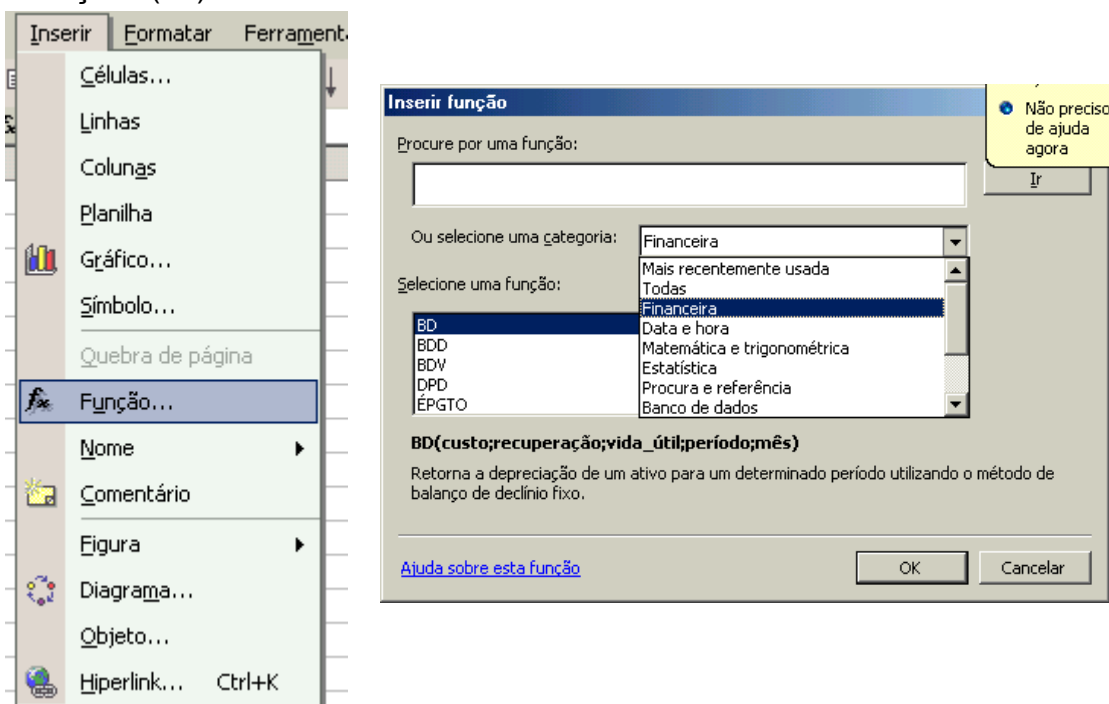 Inserir Formatar Ferrament
Células...
Linhas
Colunas
Planilha
Gráfico...
Símbolo...
Quebra de página
Função...
Nome
Comentário
Figura
Diagrama...
Objeto...
Hiperlink... Ctrl+K
Inserir função
Não preciso
de ajuda
agora
Procure por uma função:
Ir
Ou selecione uma categoria:
Financeira
Mais recentemente usada
Todas
Financeira
Data e hora
Matemática e trigonométrica
Estatística
Procura e referência
Banco de dados
Selecione uma função:
BD
BDD
BDV
DPD
ÉPGTO
BD(custo;recuperação;vida_útil;período;mês)
Retorna a depreciação de um ativo para um determinado período utilizando o método de
balanço de declínio fixo.
Ajuda sobre esta função
OK
Cancelar